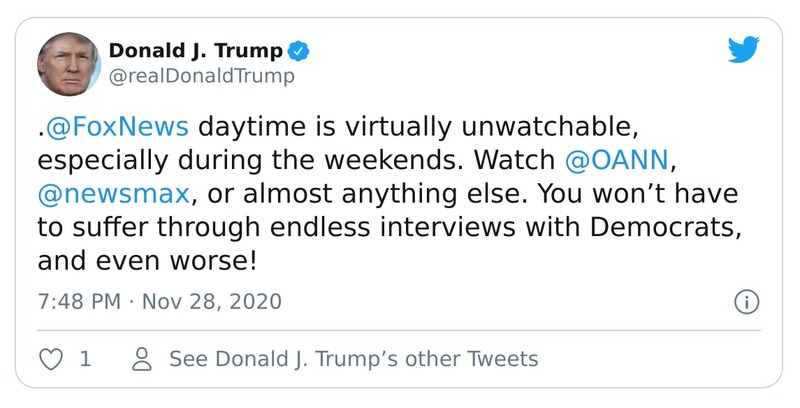 Donald J. Trump
@realDonaldTrump
.@FoxNews daytime is virtually unwatchable,
especially during the weekends. Watch @OANN,
@newsmax, or almost anything else. You won’t have
to suffer through endless interviews with Democrats,
and even worse!
7:48 PM · Nov 28, 2020
1
See Donald J. Trump’s other Tweets